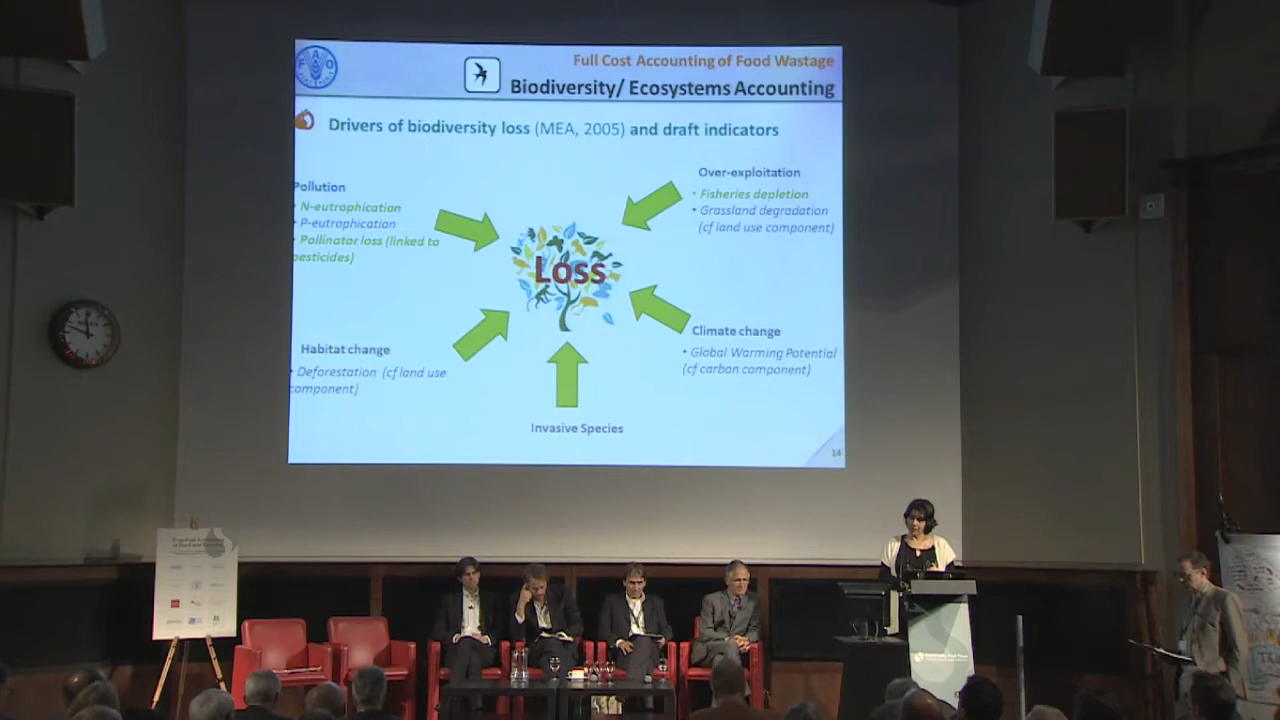 FAO
Full Cost Accounting of Food Wastage
Biodiversity/ Ecosystems Accounting
Drivers of biodiversity loss (MEA, 2005) and draft indicators
Pollution
N-eutrophication
• P-eutrophication
• Pollinator loss (linked to
pesticides)
Over-exploitation
• Fisheries depletion
• Grassland degradation
(cf land use component)
Loss
Habitat change
• Deforestation (cf land use
component)
Climate change
• Global Warming Potential
(cf carbon component)
Invasive Species
14